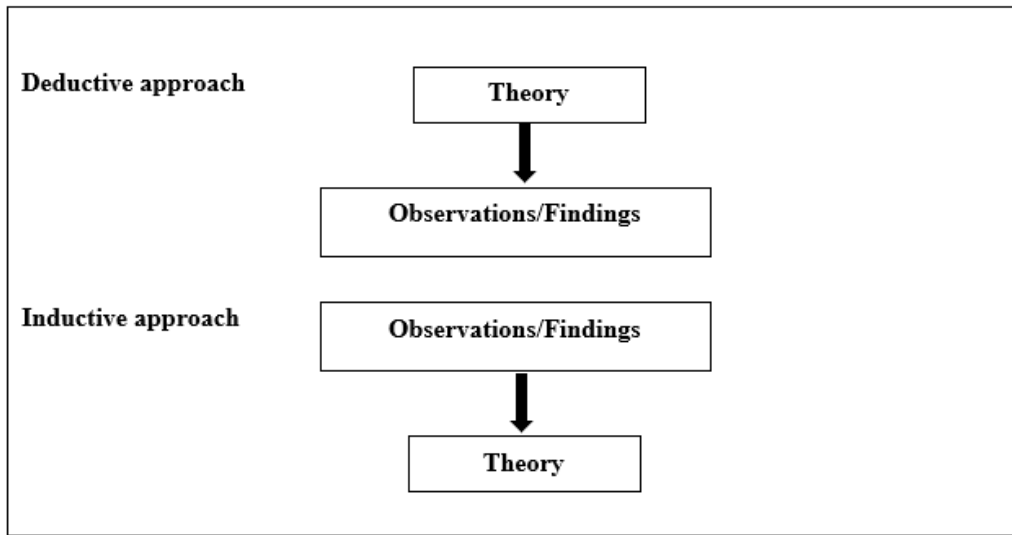 Deductive approach
Theory
Observations/Findings
Inductive approach
Observations/Findings
Theory